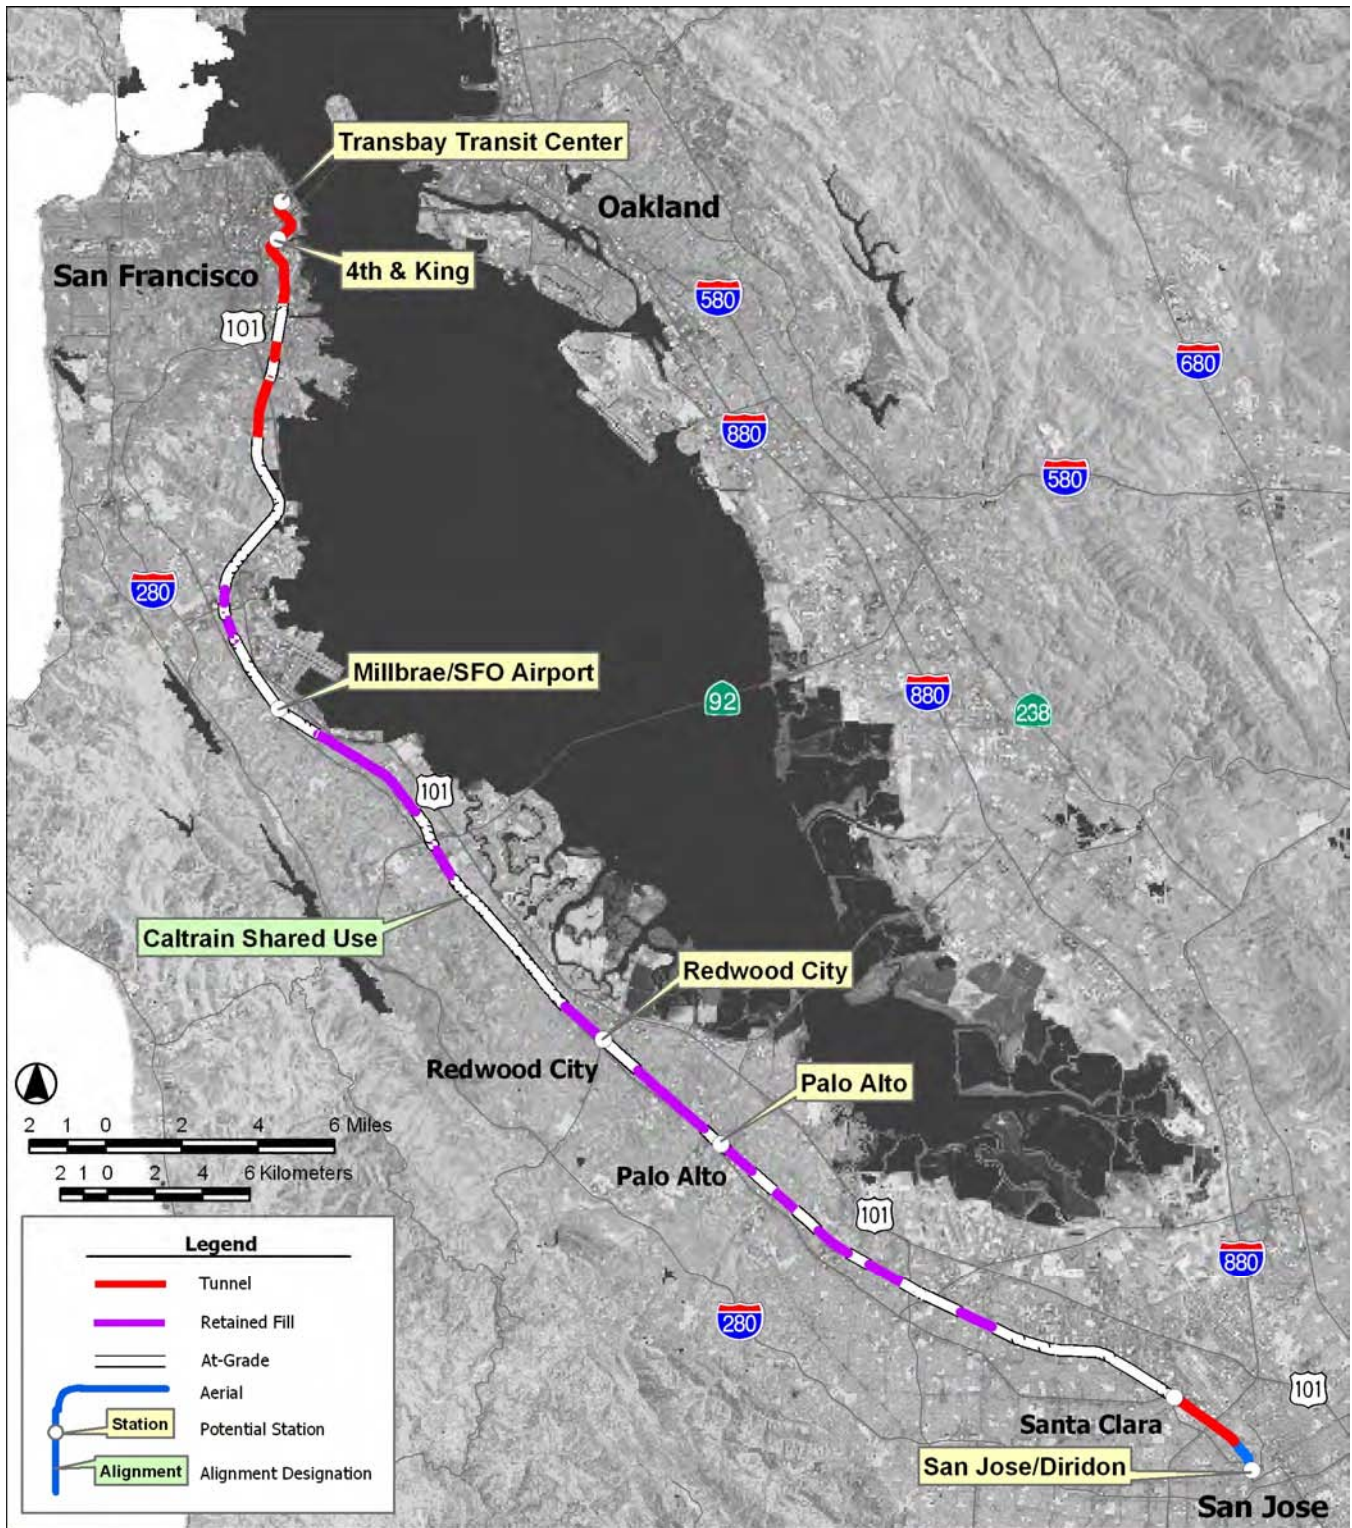 Transbay Transit Center
Oakland
4th & King
San Francisco
580
101
680
880
580
280
Millbrae/SFO Airport
880
92
238
101
Caltrain Shared Use
Redwood City
Redwood City
Palo Alto
2 1 0 2 4 6 Miles
2 1 0 2 4 6 Kilometers
Palo Alto
101
880
280
Legend
Tunnel
Retained Fill
At-Grade
Aerial
Station Potential Station
Alignment Alignment Designation
101
Santa Clara
San Jose/Diridon
San Jose